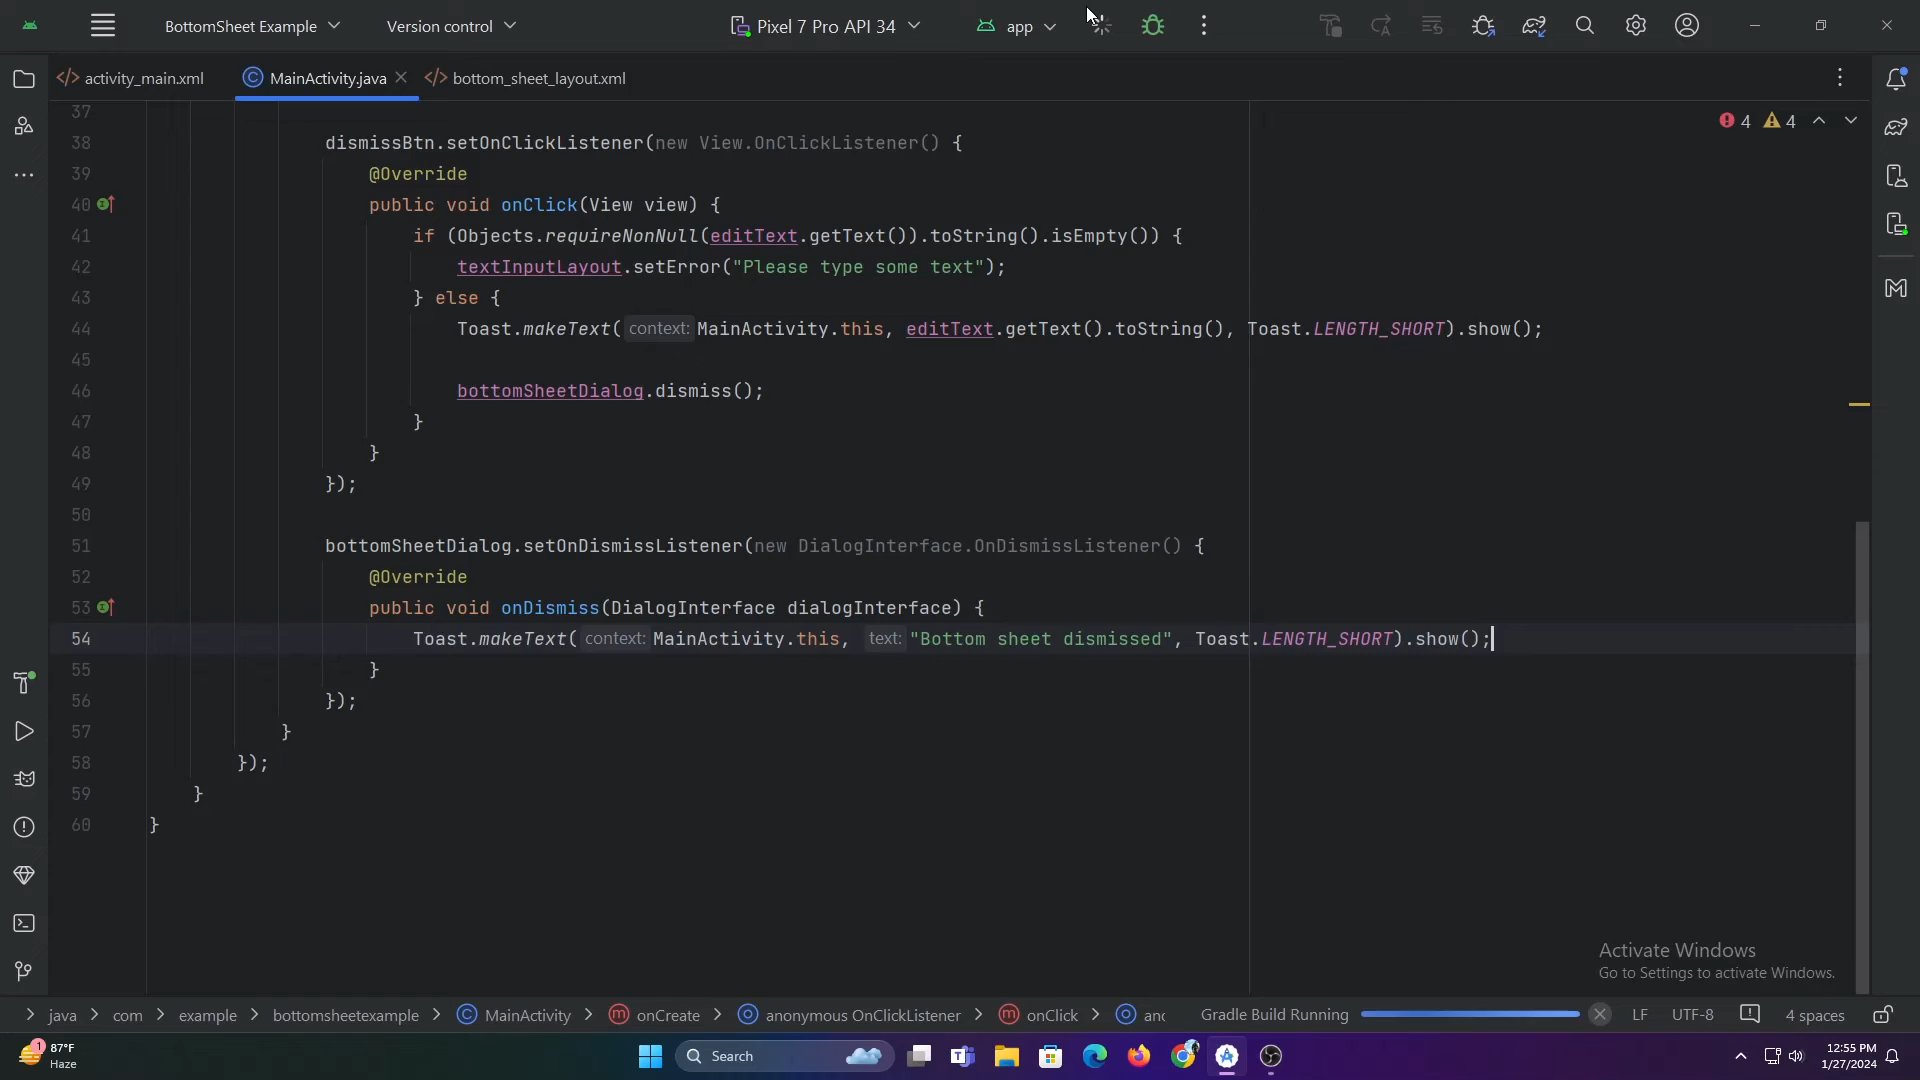 BottomSheet Example
Version control
Pixel 7 Pro API 34
app
activity_main.xml
MainActivity.java
bottom_sheet_layout.xml
4 4
37
38 dismissBtn.setOnClickListener(new View.OnClickListener() {
39 @Override
40 public void onClick(View view) {
41 if (Objects.requireNonNull(editText.getText()).toString().isEmpty()) {
42 textInputLayout.setError("Please type some text");
43 } else {
44 Toast.makeText( context: MainActivity.this, editText.getText().toString(), Toast.LENGTH_SHORT).show();
45
46 bottomSheetDialog.dismiss();
47 }
48 }
49 });
50
51 bottomSheetDialog.setOnDismissListener(new DialogInterface.OnDismissListener() {
52 @Override
53 public void onDismiss(DialogInterface dialogInterface) {
54 Toast.makeText( context: MainActivity.this, text: "Bottom sheet dismissed", Toast.LENGTH_SHORT).show();
55 }
56 });
57 }
58 });
59 }
60 }
Activate Windows
Go to Settings to activate Windows.
java com example bottomsheetexample MainActivity onCreate anonymous OnClickListener onClick anc Gradle Build Running LF UTF-8 4 spaces
1
87°F
Haze
Search
12:55 PM
1/27/2024